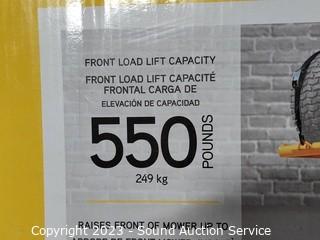 FRONT LOAD LIFT CAPACITY
FRONT LOAD LIFT CAPACITÉ
FRONTAL CARGA DE
ELEVACIÓN DE CAPACIDAD
550 POUNDS
249 kg
RAISES FRONT OF MOWER UP TO
Copyright 2023 - Sound Auction Service